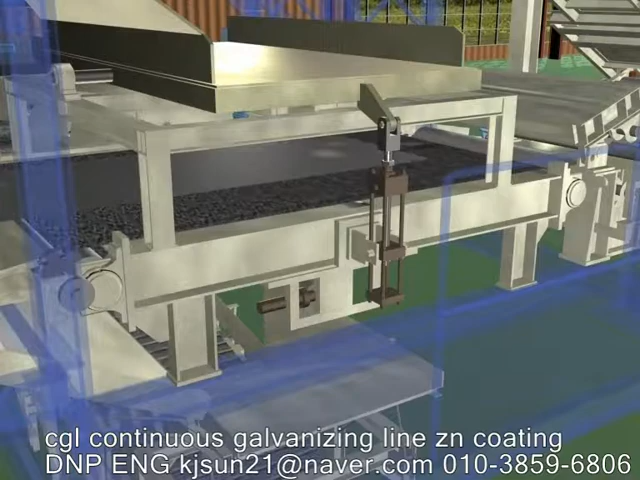 cgl continuous galvanizing line zn coating
DNP ENG kjsun21@naver.com 010-3859-6806